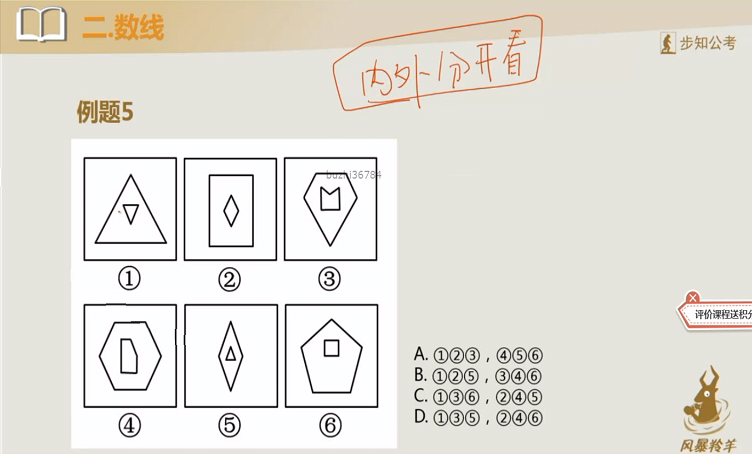 二.数线
步知公考
内外分开看
例题5
buzhi36784
① ② ③
④ ⑤ ⑥
评价课程送积分
A. ①②③，④⑤⑥
B. ①②⑤，③④⑥
C. ①③⑥，②④⑤
D. ①③⑤，②④⑥
风暴羚羊